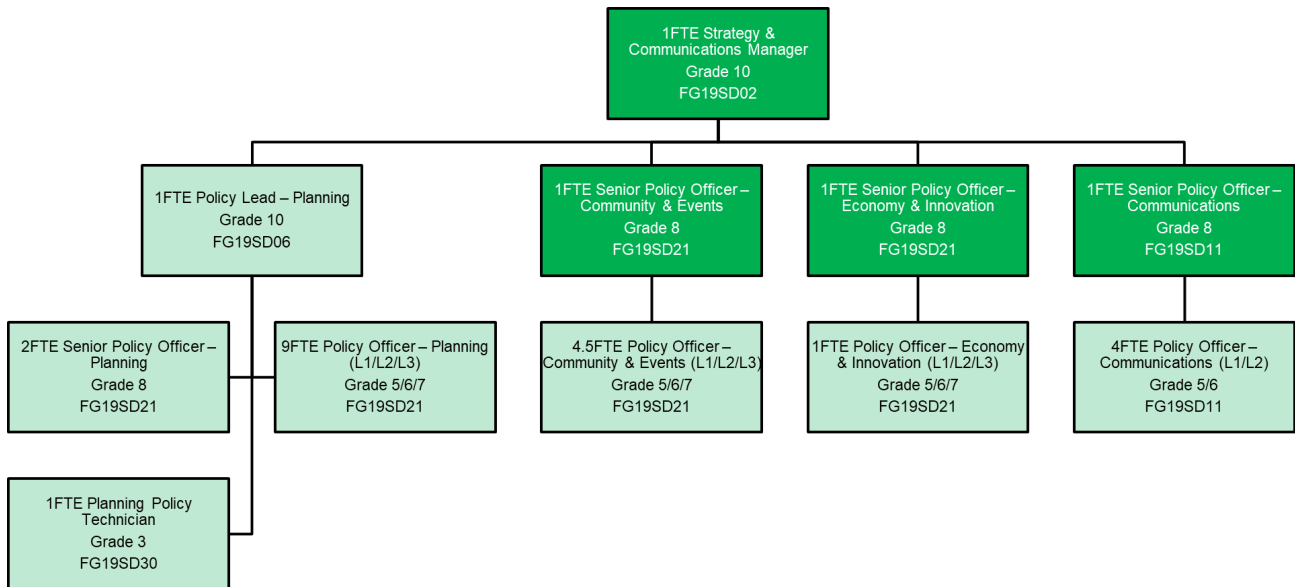 1FTE Strategy &
Communications Manager
Grade 10
FG19SD02
1FTE Policy Lead – Planning
Grade 10
FG19SD06
1FTE Senior Policy Officer –
Community & Events
Grade 8
FG19SD21
1FTE Senior Policy Officer –
Economy & Innovation
Grade 8
FG19SD21
1FTE Senior Policy Officer –
Communications
Grade 8
FG19SD11
2FTE Senior Policy Officer –
Planning
Grade 8
FG19SD21
9FTE Policy Officer – Planning
(L1/L2/L3)
Grade 5/6/7
FG19SD21
4.5FTE Policy Officer –
Community & Events (L1/L2/L3)
Grade 5/6/7
FG19SD21
1FTE Policy Officer – Economy
& Innovation (L1/L2/L3)
Grade 5/6/7
FG19SD21
4FTE Policy Officer –
Communications (L1/L2)
Grade 5/6
FG19SD11
1FTE Planning Policy
Technician
Grade 3
FG19SD30